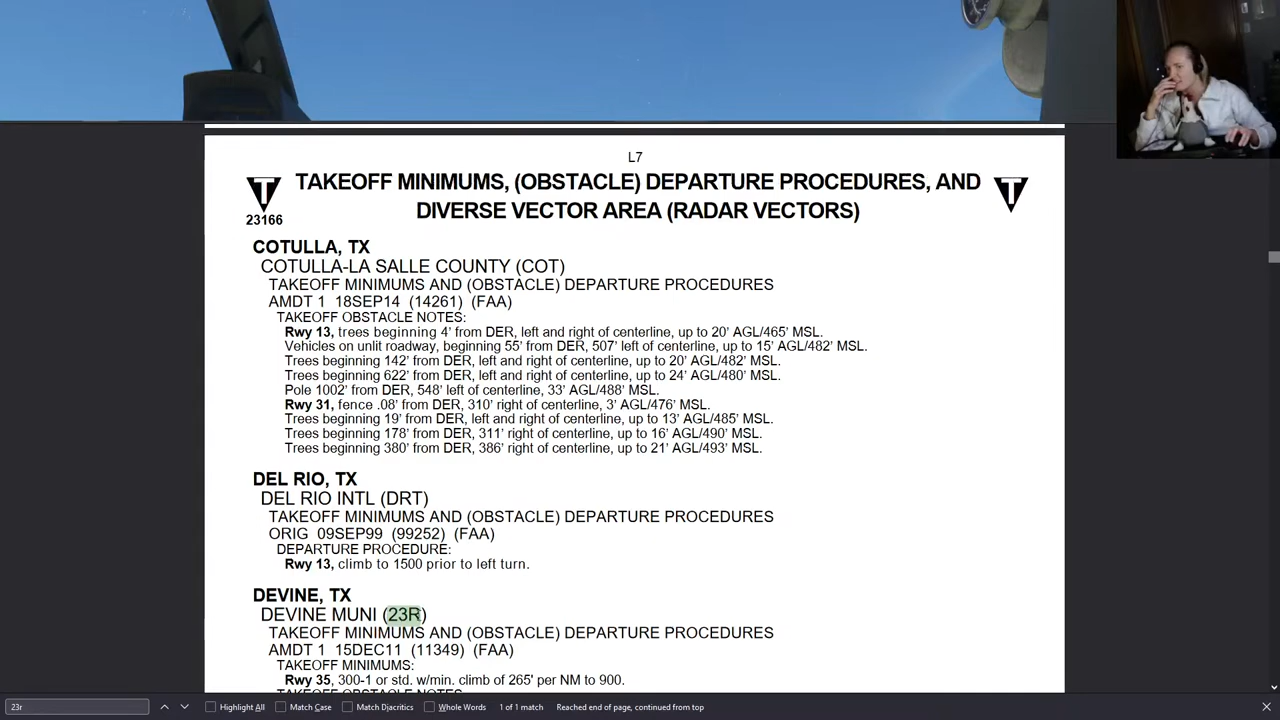 L7
TAKEOFF MINIMUMS, (OBSTACLE) DEPARTURE PROCEDURES, AND
DIVERSE VECTOR AREA (RADAR VECTORS)
T
T
23166
COTULLA, TX
COTULLA-LA SALLE COUNTY (COT)
TAKEOFF MINIMUMS AND (OBSTACLE) DEPARTURE PROCEDURES
AMDT 1 18SEP14 (14261) (FAA)
TAKEOFF OBSTACLE NOTES:
Rwy 13, trees beginning 4' from DER, left and right of centerline, up to 20' AGL/465' MSL.
Vehicles on unlit roadway, beginning 55' from DER, 507' left of centerline, up to 15' AGL/482' MSL.
Trees beginning 142' from DER, left and right of centerline, up to 20' AGL/482' MSL.
Trees beginning 622' from DER, left and right of centerline, up to 24' AGL/480' MSL.
Pole 1002' from DER, 548' left of centerline, 33' AGL/488' MSL.
Rwy 31, fence .08' from DER, 310' right of centerline, 3' AGL/476' MSL.
Trees beginning 19' from DER, left and right of centerline, up to 13' AGL/485' MSL.
Trees beginning 178' from DER, 311' right of centerline, up to 16' AGL/490' MSL.
Trees beginning 380' from DER, 386' right of centerline, up to 21' AGL/493' MSL.
DEL RIO, TX
DEL RIO INTL (DRT)
TAKEOFF MINIMUMS AND (OBSTACLE) DEPARTURE PROCEDURES
ORIG 09SEP99 (99252) (FAA)
DEPARTURE PROCEDURE:
Rwy 13, climb to 1500 prior to left turn.
DEVINE, TX
DEVINE MUNI (23R)
TAKEOFF MINIMUMS AND (OBSTACLE) DEPARTURE PROCEDURES
AMDT 1 15DEC11 (11349) (FAA)
TAKEOFF MINIMUMS:
Rwy 35, 300-1 or std. w/min. climb of 265' per NM to 900.
TAKEOFF OBSTACLE NOTES:
23r
Highlight All
Match Case
Match Diacritics
Whole Words
1 of 1 match
Reached end of page, continued from top